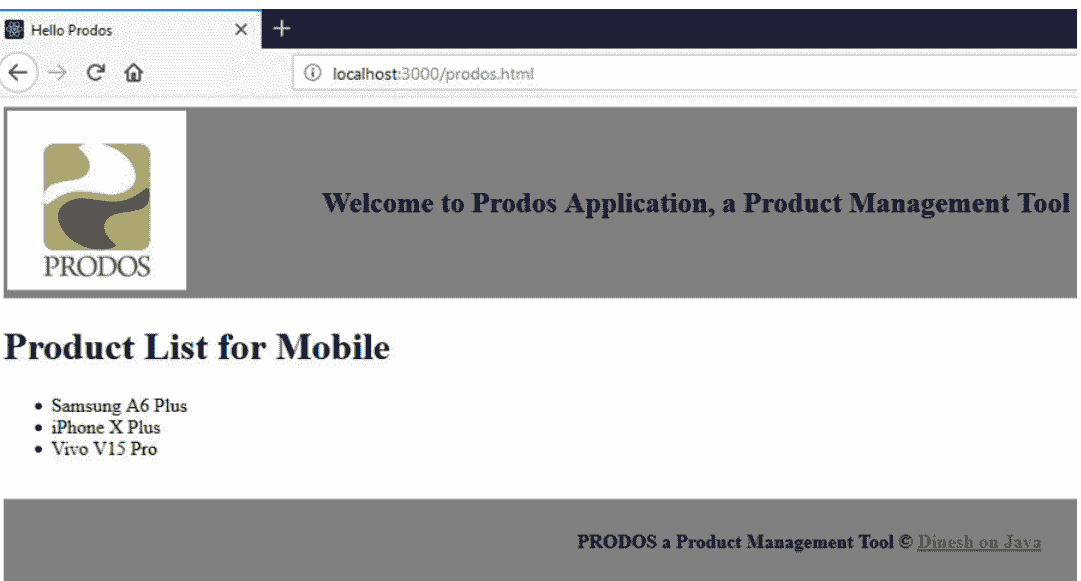 Hello Prodos
localhost:3000/prodos.html
PRODOS
Welcome to Prodos Application, a Product Management Tool
Product List for Mobile
Samsung A6 Plus
iPhone X Plus
Vivo V15 Pro
PRODOS a Product Management Tool © Dinesh on Java